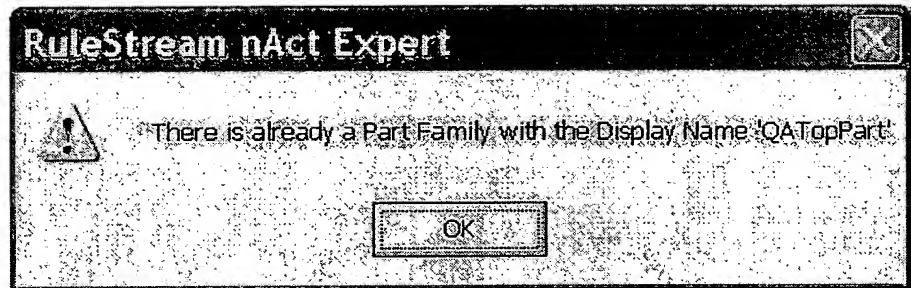 RuleStream nAct Expert
There is already a Part Family with the Display Name 'QATopPart'
OK